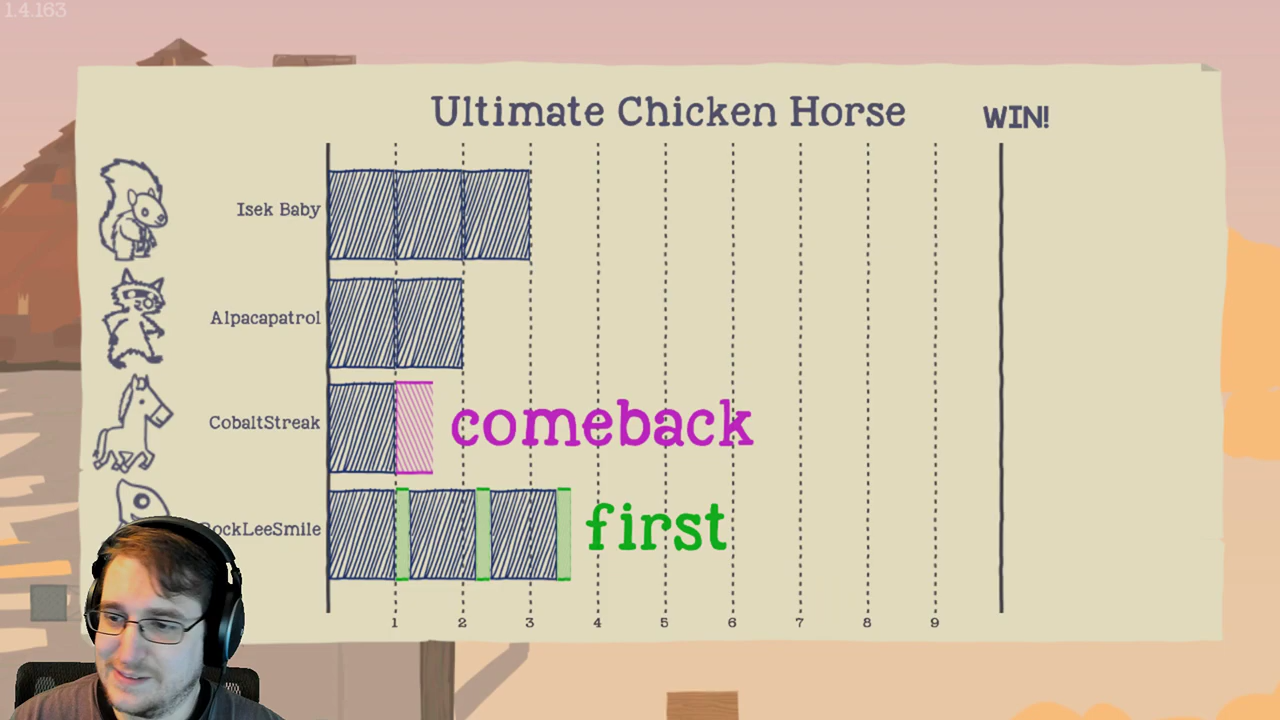 1.4.163
Ultimate Chicken Horse
WIN!
Isek Baby
Alpacapatrol
CobaltStreak
comeback
ockLeeSmile
first
1 2 3 4 5 6 7 8 9